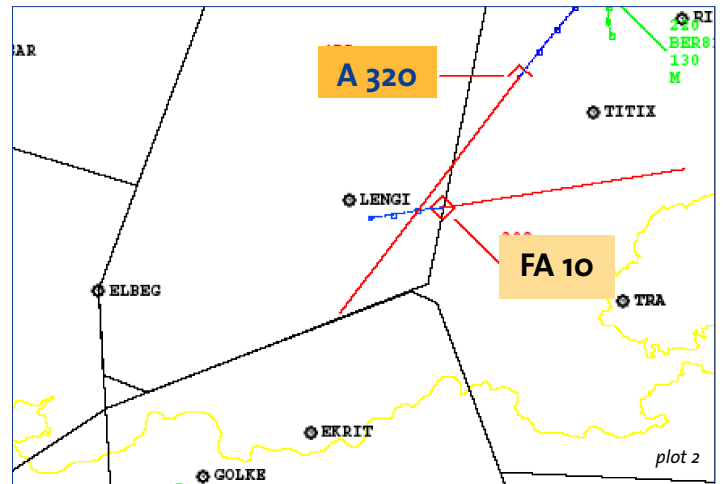 RI
220
BER8
130
M
AR
A 320
TITIX
LENGI
FA 10
ELBEG
TRA
EKRIT
GOLKE
plot 2